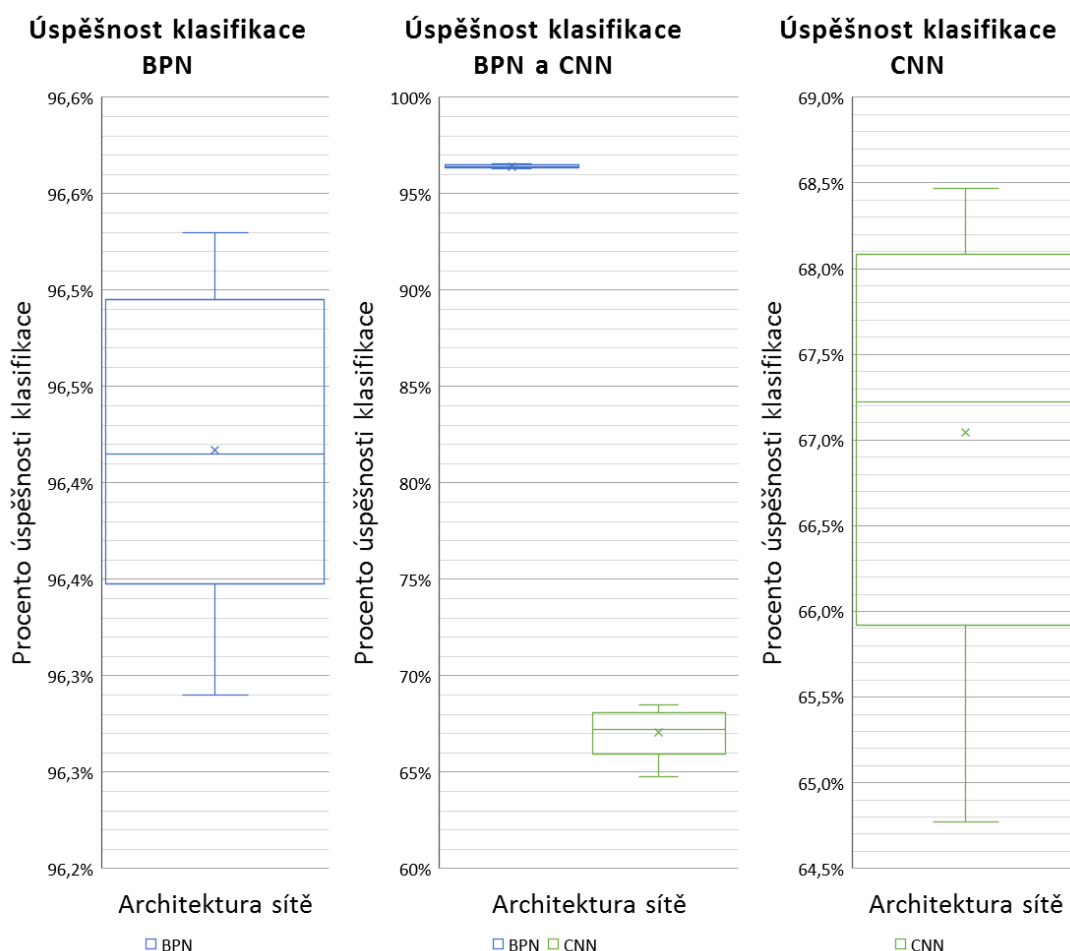 Úspěšnost klasifikace
BPN
96,6%
96,6%
96,5%
96,5%
96,4%
96,4%
96,3%
96,3%
96,2%
Procento úspěšnosti klasifikace
Architektura sítě
BPN
Úspěšnost klasifikace
BPN a CNN
100%
95%
90%
85%
80%
75%
70%
65%
60%
Procento úspěšnosti klasifikace
Architektura sítě
BPN CNN
Úspěšnost klasifikace
CNN
69,0%
68,5%
68,0%
67,5%
67,0%
66,5%
66,0%
65,5%
65,0%
64,5%
Procento úspěšnosti klasifikace
Architektura sítě
CNN